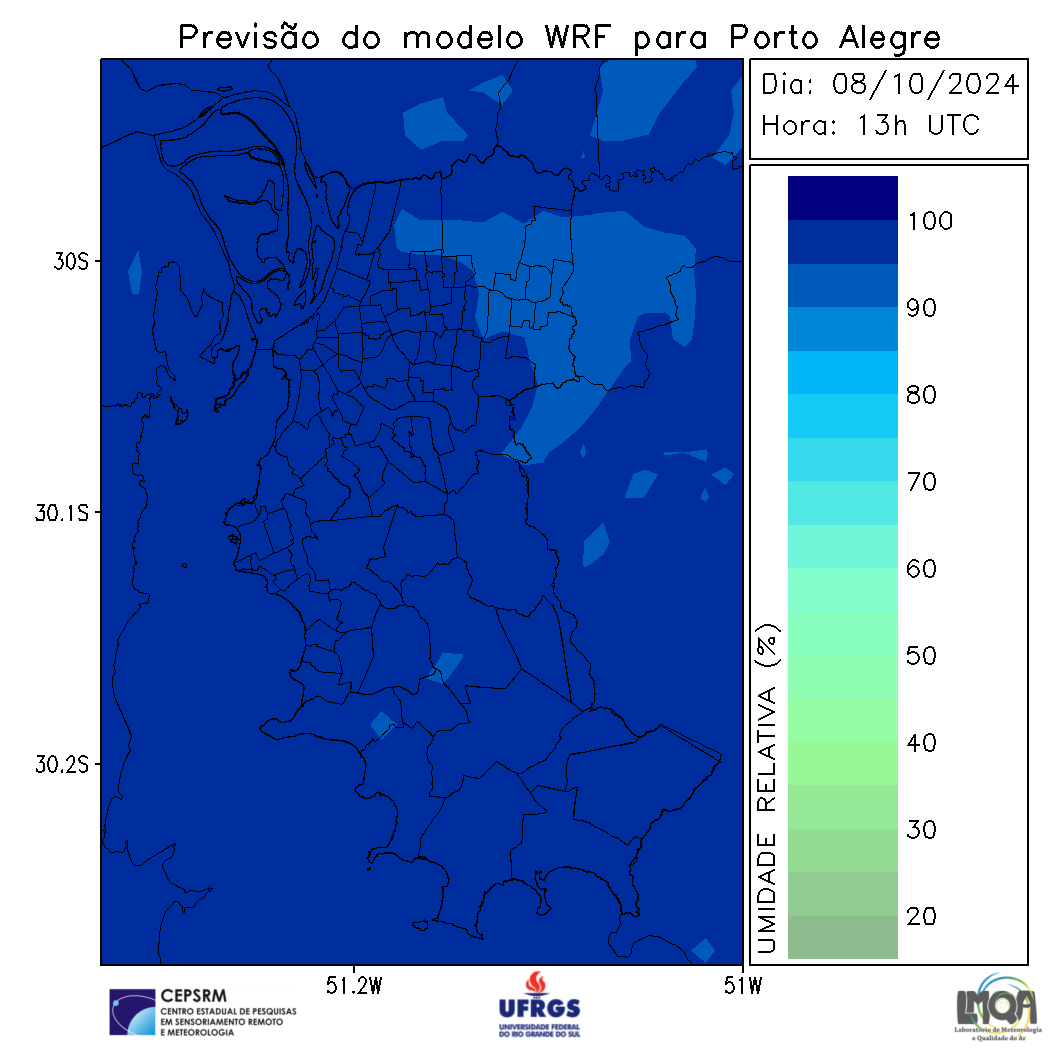 Previsão do modelo WRF para Porto Alegre
Dia: 08/10/2024
Hora: 13h UTC
30S
30.1S
30.2S
51.2W
51W
UMIDADE RELATIVA (%)
100
90
80
70
60
50
40
30
20
CEPSRM
CENTRO ESTADUAL DE PESQUISAS
EM SENSORIAMENTO REMOTO
E METEOROLOGIA
UFRGS
UNIVERSIDADE FEDERAL
DO RIO GRANDE DO SUL
LMQA
Laboratório de Meteorologia
e Qualidade do Ar